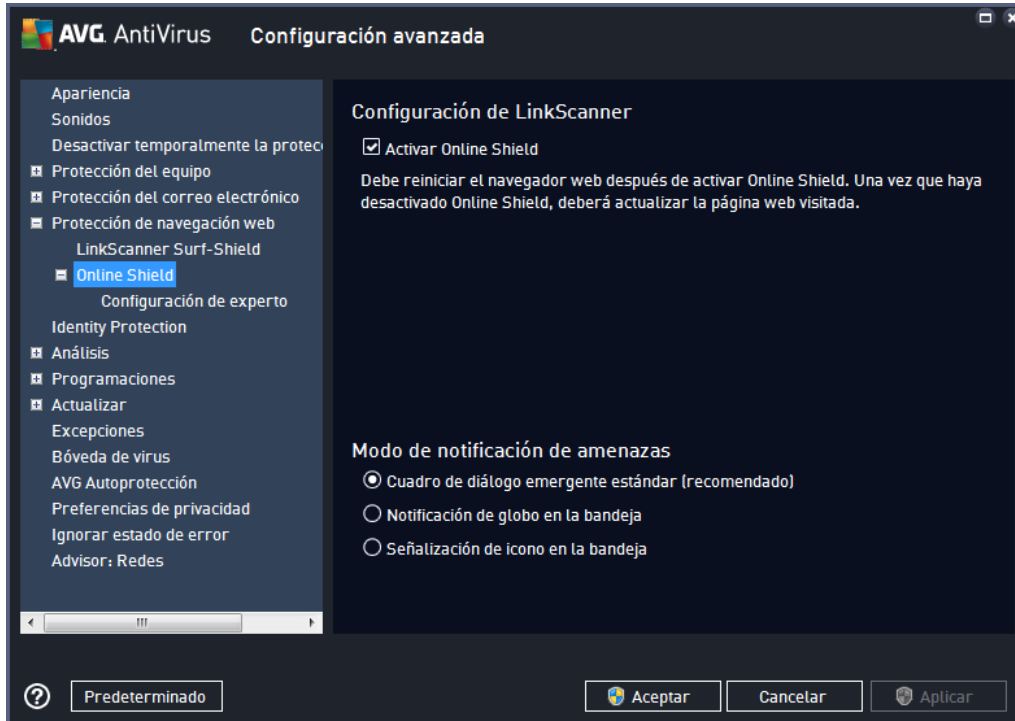 AVG. AntiVirus Configuración avanzada
Apariencia
Sonidos
Desactivar temporalmente la protec
Protección del equipo
Protección del correo electrónico
Protección de navegación web
LinkScanner Surf-Shield
Online Shield
Configuración de experto
Identity Protection
Análisis
Programaciones
Actualizar
Excepciones
Bóveda de virus
AVG Autoprotección
Preferencias de privacidad
Ignorar estado de error
Advisor: Redes
Configuración de LinkScanner
Activar Online Shield
Debe reiniciar el navegador web después de activar Online Shield. Una vez que haya
desactivado Online Shield, deberá actualizar la página web visitada.
Modo de notificación de amenazas
Cuadro de diálogo emergente estándar (recomendado)
Notificación de globo en la bandeja
Señalización de icono en la bandeja
? Predeterminado Aceptar Cancelar Aplicar